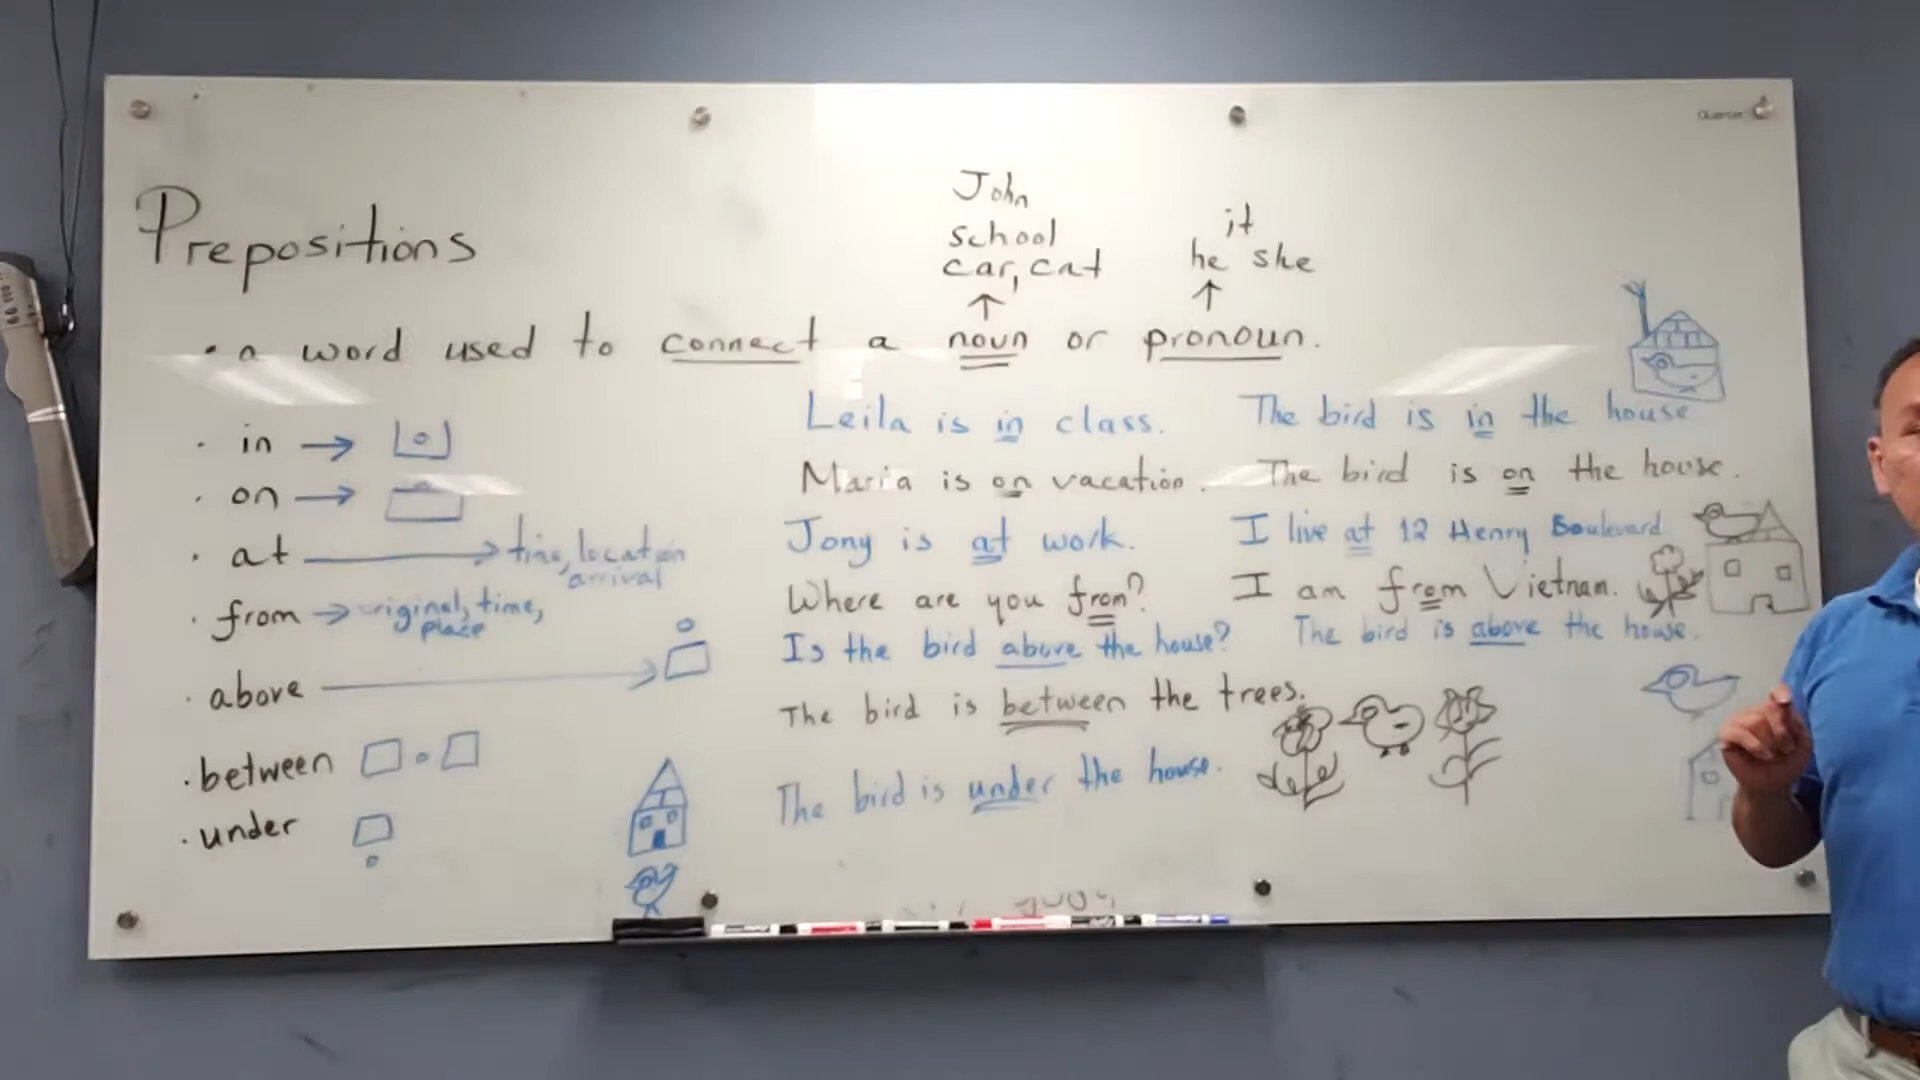 Prepositions
John
school
car, cat
it
he she
• a word used to connect a noun or pronoun.
• in →
• on →
• at → time, location
arrival
• from → original, time,
place
• above →
• between
• under
Leila is in class.
The bird is in the house
Maria is on vacation.
The bird is on the house.
Jony is at work.
I live at 12 Henry Boulevard
Where are you from?
I am from Vietnam.
Is the bird above the house?
The bird is above the house.
The bird is between the trees.
The bird is under the house.